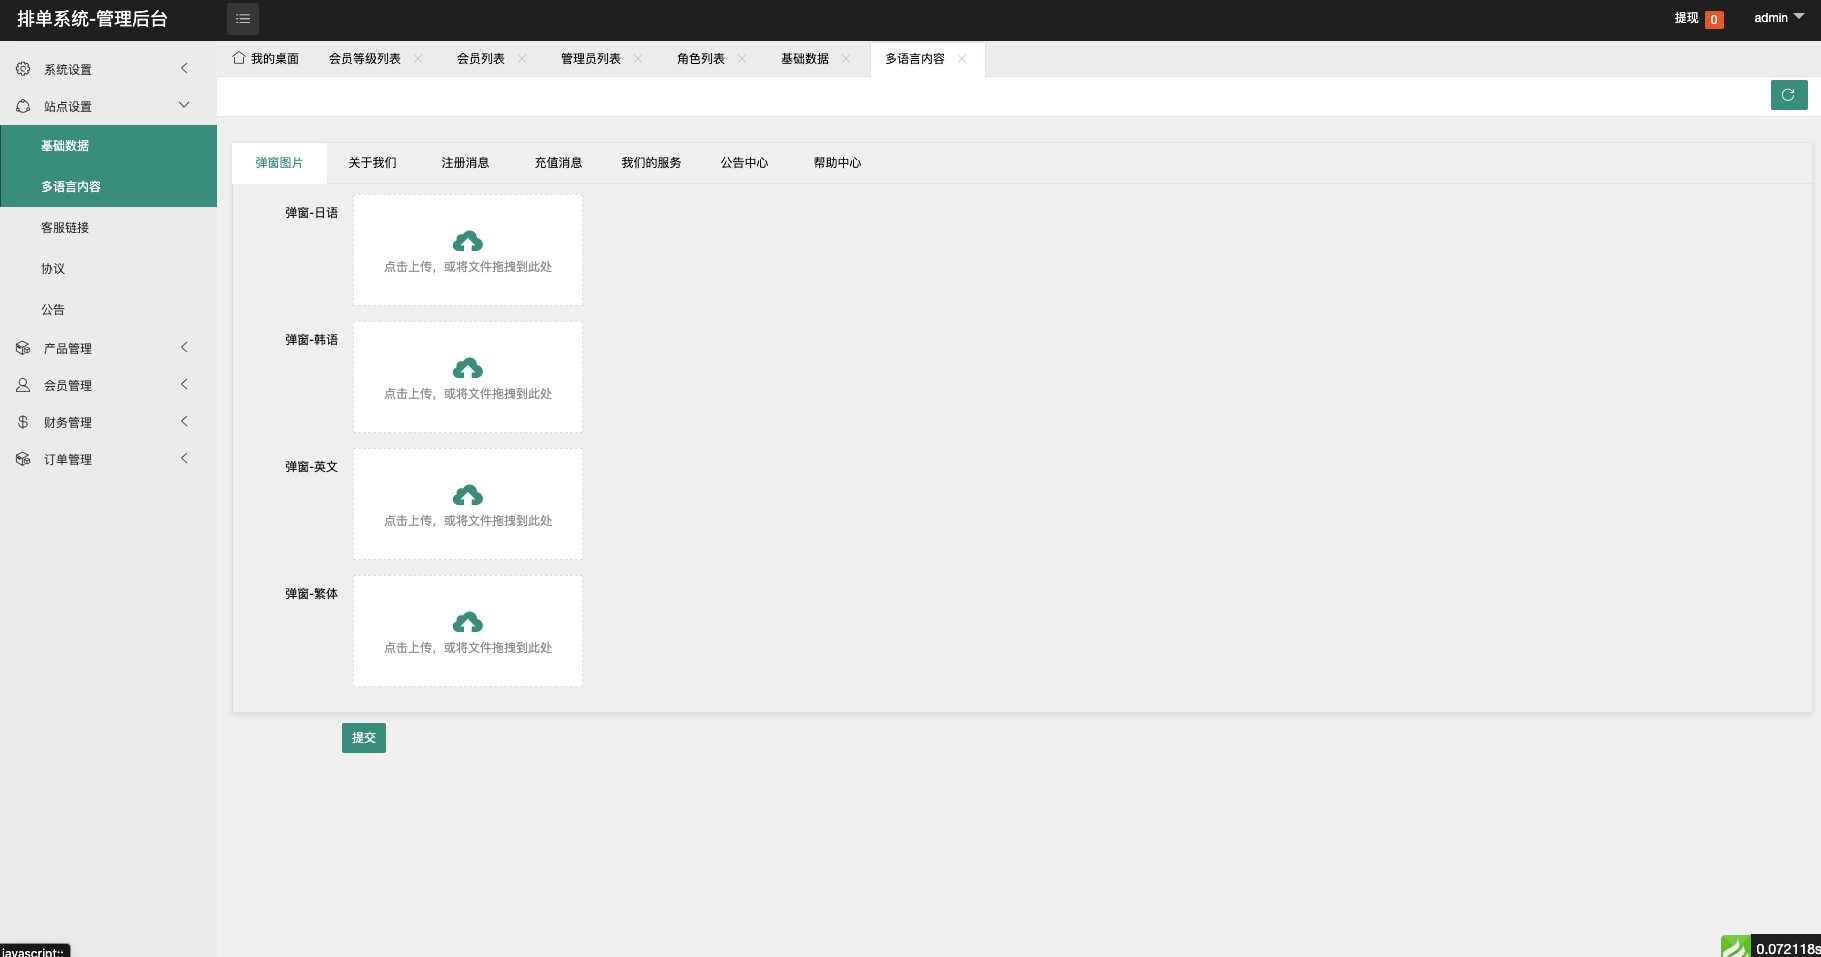 排单系统-管理后台
提现 0
admin
系统设置
站点设置
基础数据
多语言内容
客服链接
协议
公告
产品管理
会员管理
财务管理
订单管理
我的桌面 会员等级列表 会员列表 管理员列表 角色列表 基础数据 多语言内容
弹窗图片 关于我们 注册消息 充值消息 我们的服务 公告中心 帮助中心
弹窗-日语
点击上传，或将文件拖拽到此处
弹窗-韩语
点击上传，或将文件拖拽到此处
弹窗-英文
点击上传，或将文件拖拽到此处
弹窗-繁体
点击上传，或将文件拖拽到此处
提交
javascript:;
0.072118s